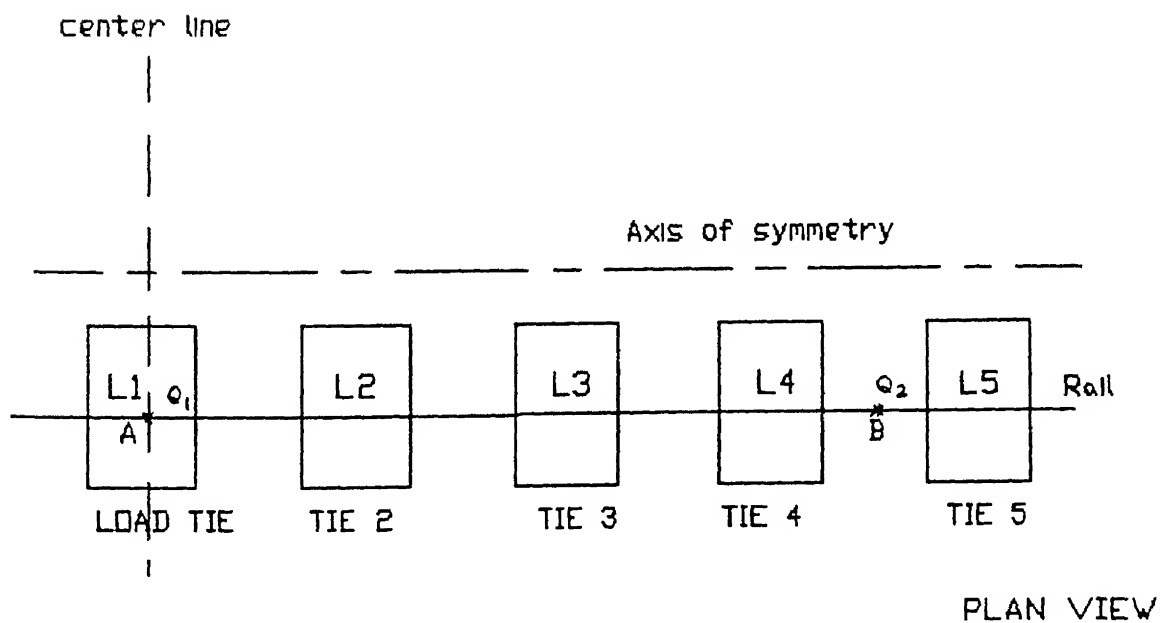 center line
Axis of symmetry
L1 Q₁ L2 L3 L4 Q₂ L5 Rail
A B
LOAD TIE TIE 2 TIE 3 TIE 4 TIE 5
PLAN VIEW